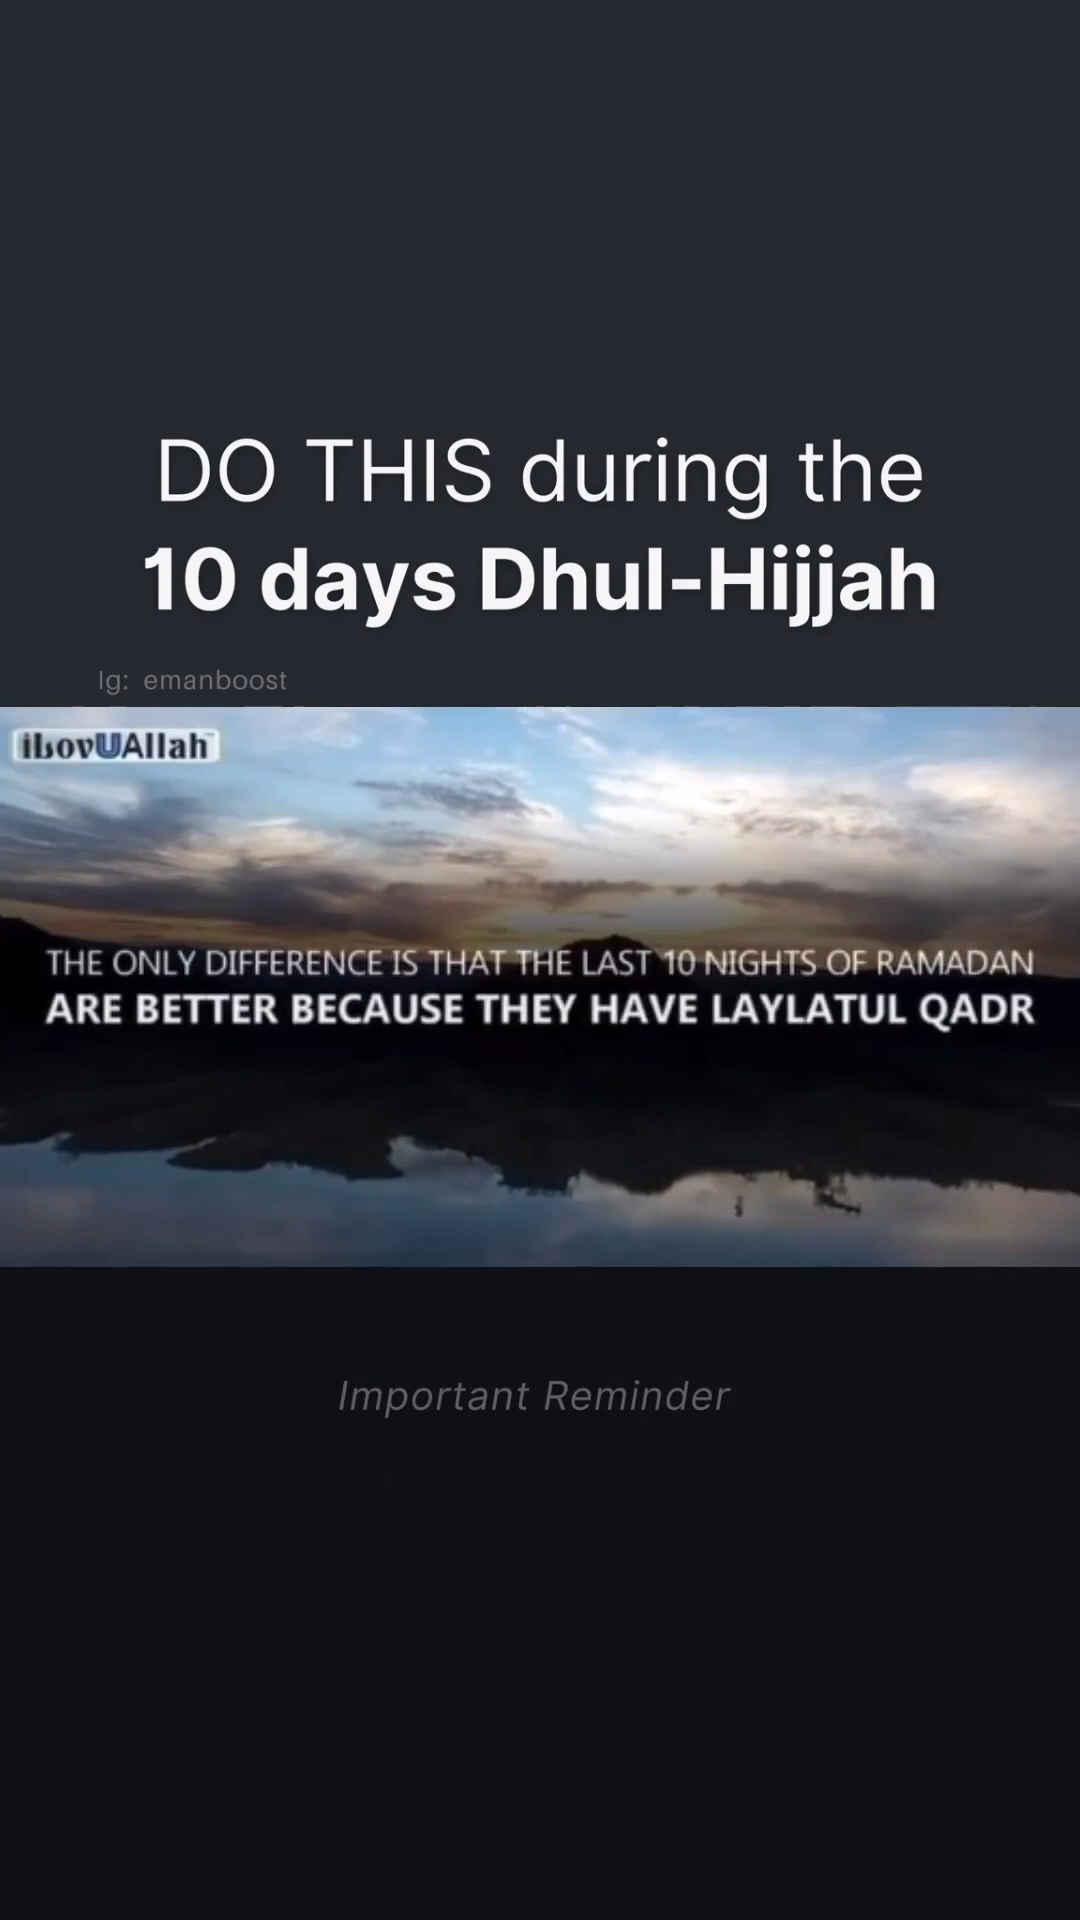 DO THIS during the
10 days Dhul-Hijjah
Ig: emanboost
iLovUAllah
THE ONLY DIFFERENCE IS THAT THE LAST 10 NIGHTS OF RAMADAN
ARE BETTER BECAUSE THEY HAVE LAYLATUL QADR
Important Reminder